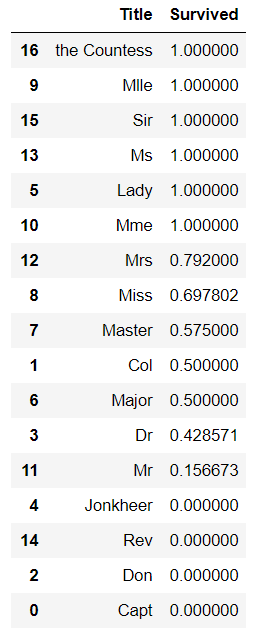 Title Survived
16 the Countess 1.000000
9 Mlle 1.000000
15 Sir 1.000000
13 Ms 1.000000
5 Lady 1.000000
10 Mme 1.000000
12 Mrs 0.792000
8 Miss 0.697802
7 Master 0.575000
1 Col 0.500000
6 Major 0.500000
3 Dr 0.428571
11 Mr 0.156673
4 Jonkheer 0.000000
14 Rev 0.000000
2 Don 0.000000
0 Capt 0.000000